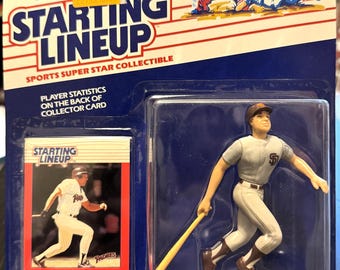 STARTING
LINEUP
SPORTS SUPER STAR COLLECTIBLE
PLAYER STATISTICS
ON THE BACK OF
COLLECTOR CARD
STARTING
LINEUP
SD